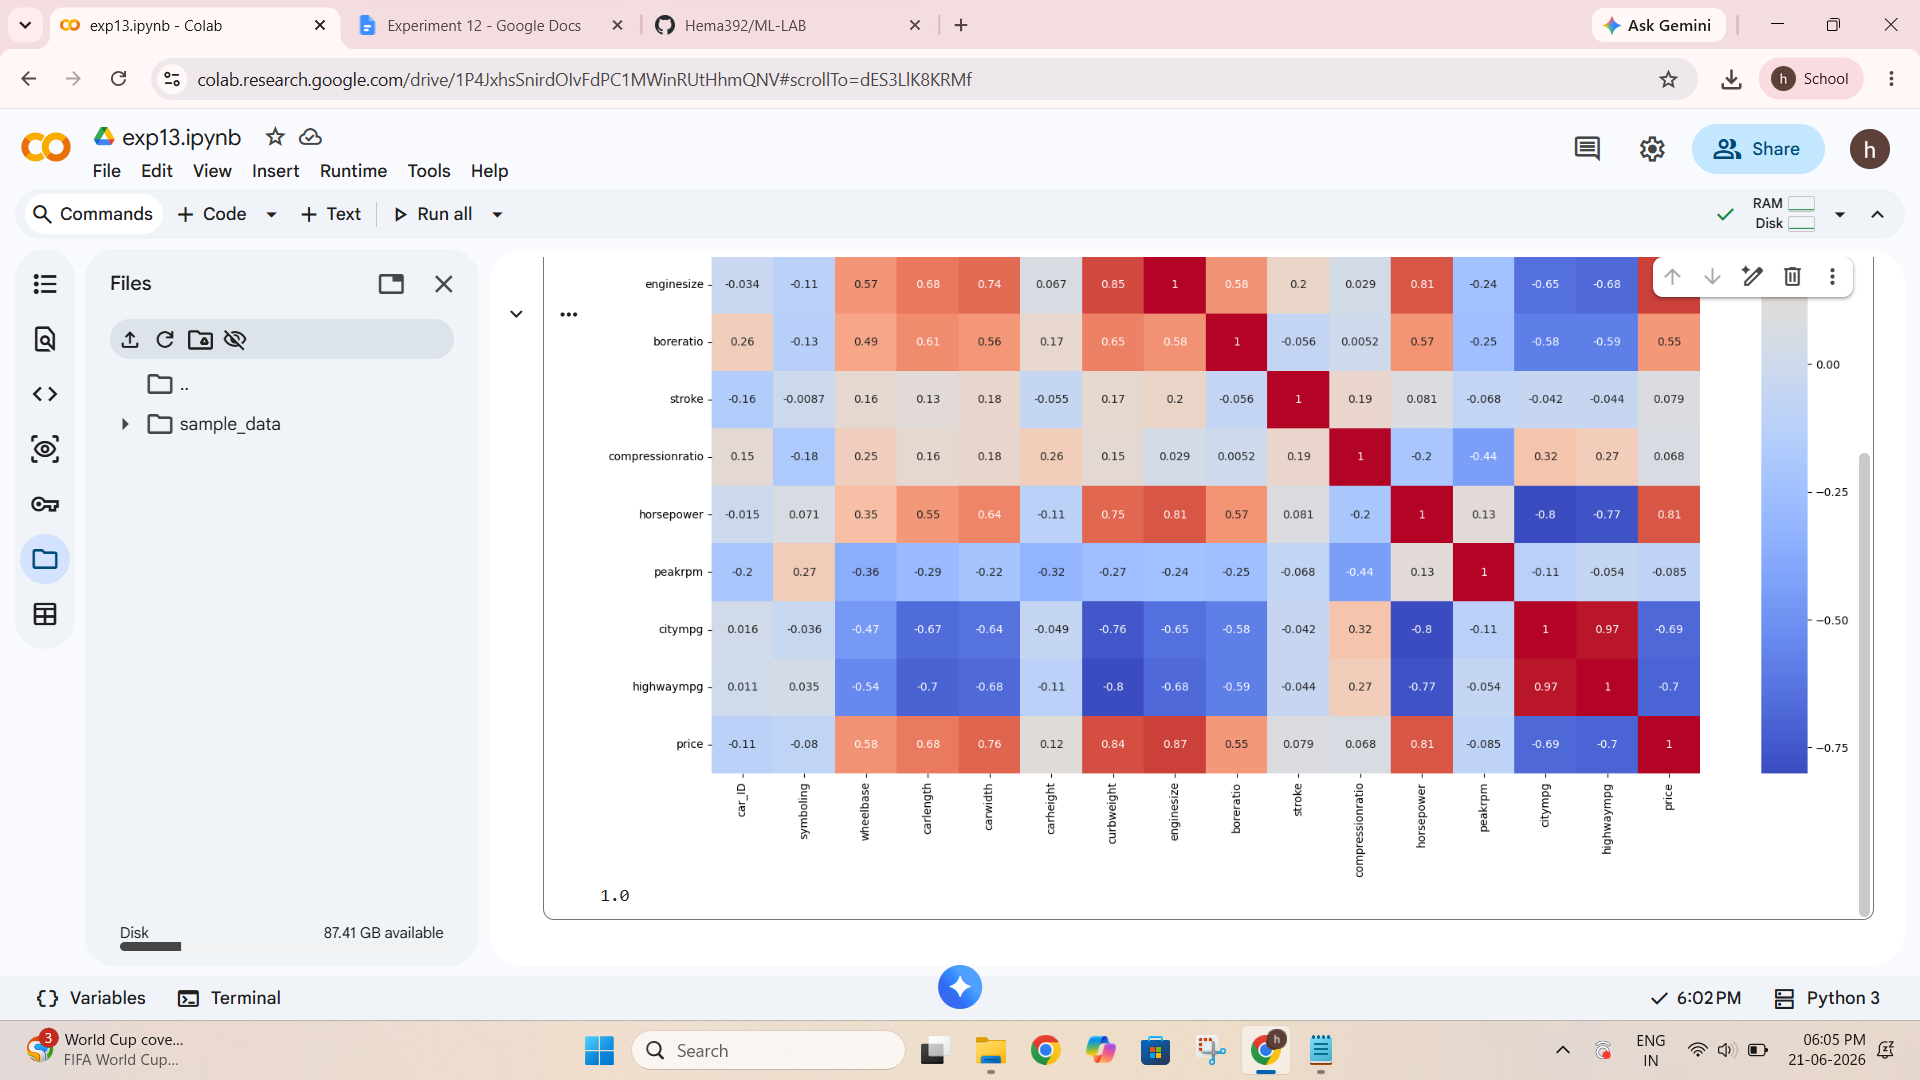 exp13.ipynb - Colab
Experiment 12 - Google Docs
Hema392/ML-LAB
Ask Gemini
colab.research.google.com/drive/1P4JxhsSnirdOIvFdPC1MWinRUtHhmQNV#scrollTo=dES3LlK8KRMf
h School
exp13.ipynb
File Edit View Insert Runtime Tools Help
Share
h
Commands + Code + Text Run all
RAM
Disk
Files
..
sample_data
Disk 87.41 GB available
enginesize -0.034 -0.11 0.57 0.68 0.74 0.067 0.85 1 0.58 0.2 0.029 0.81 -0.24 -0.65 -0.68
boreratio 0.26 -0.13 0.49 0.61 0.56 0.17 0.65 0.58 1 -0.056 0.0052 0.57 -0.25 -0.58 -0.59 0.55
stroke -0.16 -0.0087 0.16 0.13 0.18 -0.055 0.17 0.2 -0.056 1 0.19 0.081 -0.068 -0.042 -0.044 0.079
compressionratio 0.15 -0.18 0.25 0.16 0.18 0.26 0.15 0.029 0.0052 0.19 1 -0.2 -0.44 0.32 0.27 0.068
horsepower -0.015 0.071 0.35 0.55 0.64 -0.11 0.75 0.81 0.57 0.081 -0.2 1 0.13 -0.8 -0.77 0.81
peakrpm -0.2 0.27 -0.36 -0.29 -0.22 -0.32 -0.27 -0.24 -0.25 -0.068 -0.44 0.13 1 -0.11 -0.054 -0.085
citympg 0.016 -0.036 -0.47 -0.67 -0.64 -0.049 -0.76 -0.65 -0.58 -0.042 0.32 -0.8 -0.11 1 0.97 -0.69
highwaympg 0.011 0.035 -0.54 -0.7 -0.68 -0.11 -0.8 -0.68 -0.59 -0.044 0.27 -0.77 -0.054 0.97 1 -0.7
price -0.11 -0.08 0.58 0.68 0.76 0.12 0.84 0.87 0.55 0.079 0.068 0.81 -0.085 -0.69 -0.7 1
car_ID symboling wheelbase carlength carwidth carheight curbweight enginesize boreratio stroke compressionratio horsepower peakrpm citympg highwaympg price
0.00
−0.25
−0.50
−0.75
1.0
Variables
Terminal
6:02 PM
Python 3
3
World Cup cove...
FIFA World Cup...
Search
h
ENG
IN
06:05 PM
21-06-2026